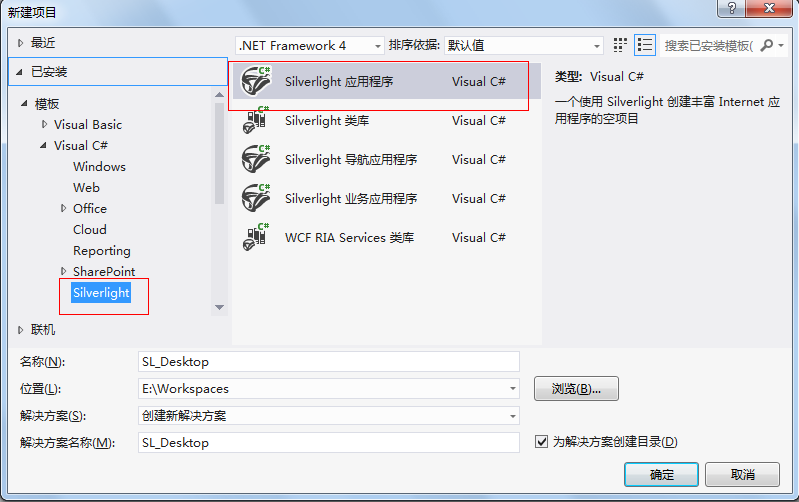 新建项目
最近
.NET Framework 4 排序依据: 默认值 搜索已安装模板(
已安装
模板
Visual Basic
Visual C#
Windows
Web
Office
Cloud
Reporting
SharePoint
Silverlight
联机
Silverlight 应用程序 Visual C#
Silverlight 类库 Visual C#
Silverlight 导航应用程序 Visual C#
Silverlight 业务应用程序 Visual C#
WCF RIA Services 类库 Visual C#
类型: Visual C#
一个使用 Silverlight 创建丰富 Internet 应
用程序的空项目
名称(N): SL_Desktop
位置(L): E:\Workspaces 浏览(B)...
解决方案(S): 创建新解决方案
解决方案名称(M): SL_Desktop 为解决方案创建目录(D)
确定 取消